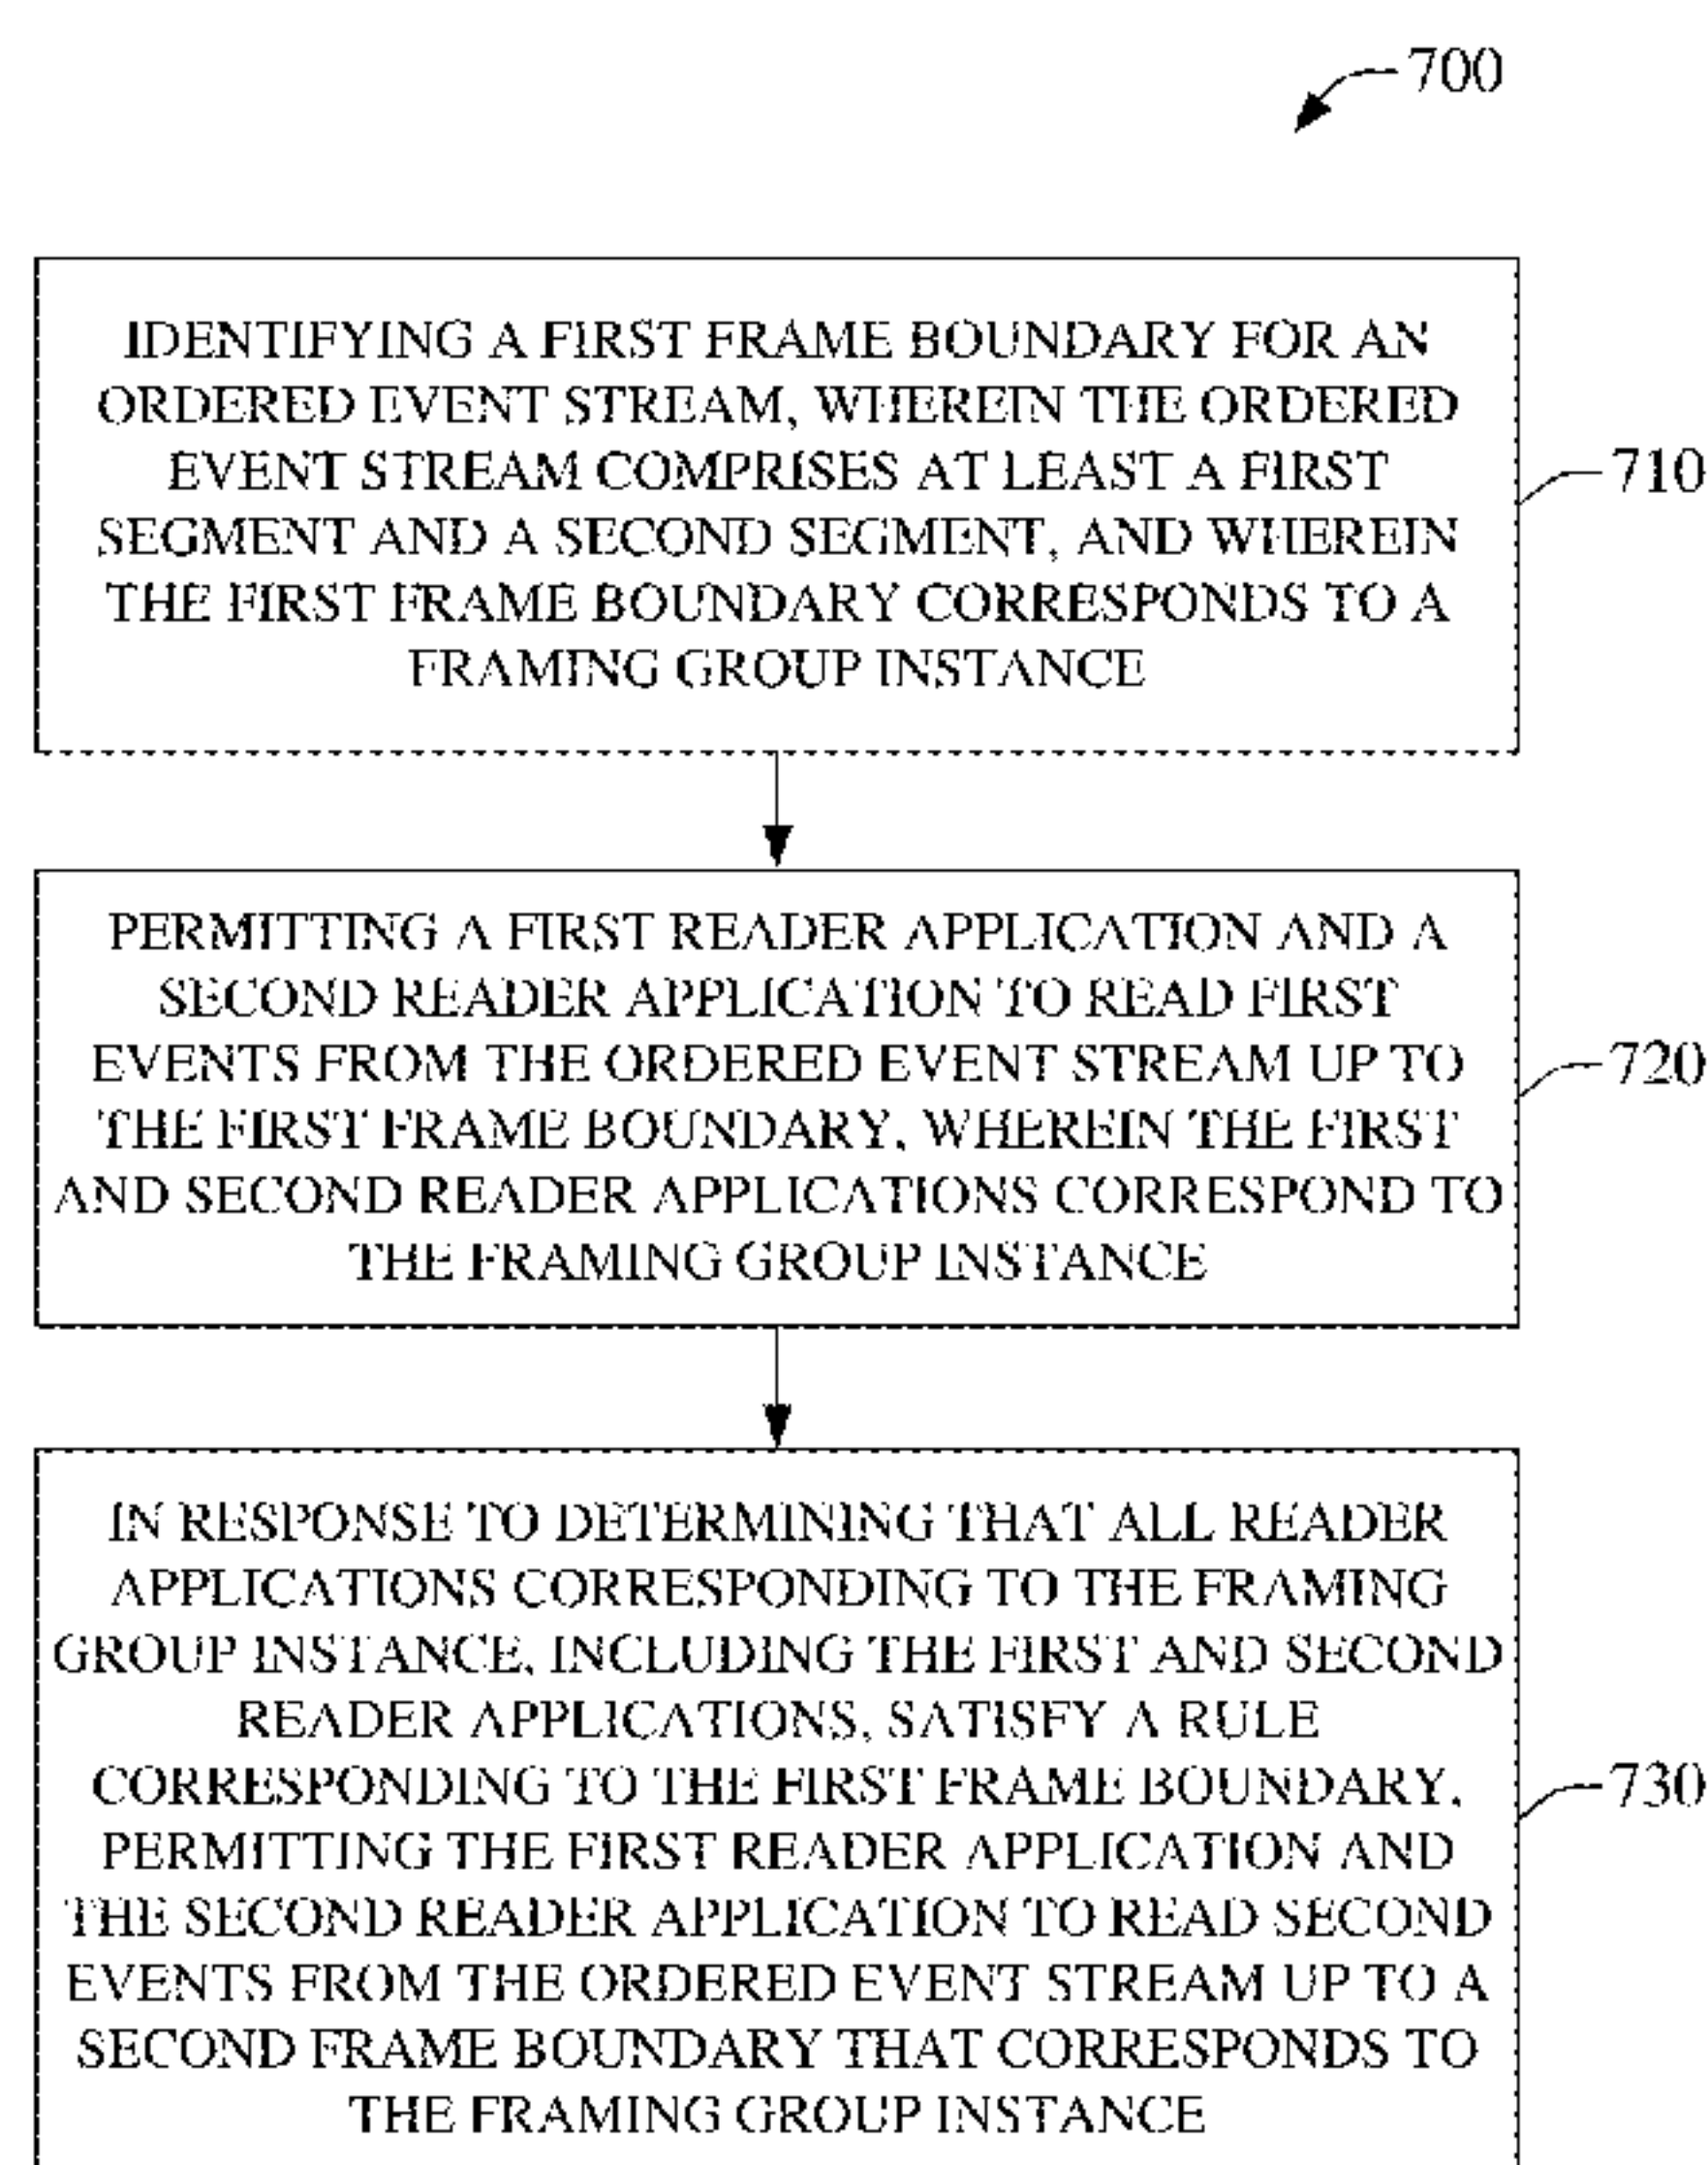 700
IDENTIFYING A FIRST FRAME BOUNDARY FOR AN
ORDERED EVENT STREAM, WHEREIN THE ORDERED
EVENT STREAM COMPRISES AT LEAST A FIRST
SEGMENT AND A SECOND SEGMENT, AND WHEREIN
THE FIRST FRAME BOUNDARY CORRESPONDS TO A
FRAMING GROUP INSTANCE
710
PERMITTING A FIRST READER APPLICATION AND A
SECOND READER APPLICATION TO READ FIRST
EVENTS FROM THE ORDERED EVENT STREAM UP TO
THE FIRST FRAME BOUNDARY, WHEREIN THE FIRST
AND SECOND READER APPLICATIONS CORRESPOND TO
THE FRAMING GROUP INSTANCE
720
IN RESPONSE TO DETERMINING THAT ALL READER
APPLICATIONS CORRESPONDING TO THE FRAMING
GROUP INSTANCE, INCLUDING THE FIRST AND SECOND
READER APPLICATIONS, SATISFY A RULE
CORRESPONDING TO THE FIRST FRAME BOUNDARY,
PERMITTING THE FIRST READER APPLICATION AND
THE SECOND READER APPLICATION TO READ SECOND
EVENTS FROM THE ORDERED EVENT STREAM UP TO A
SECOND FRAME BOUNDARY THAT CORRESPONDS TO
THE FRAMING GROUP INSTANCE
730